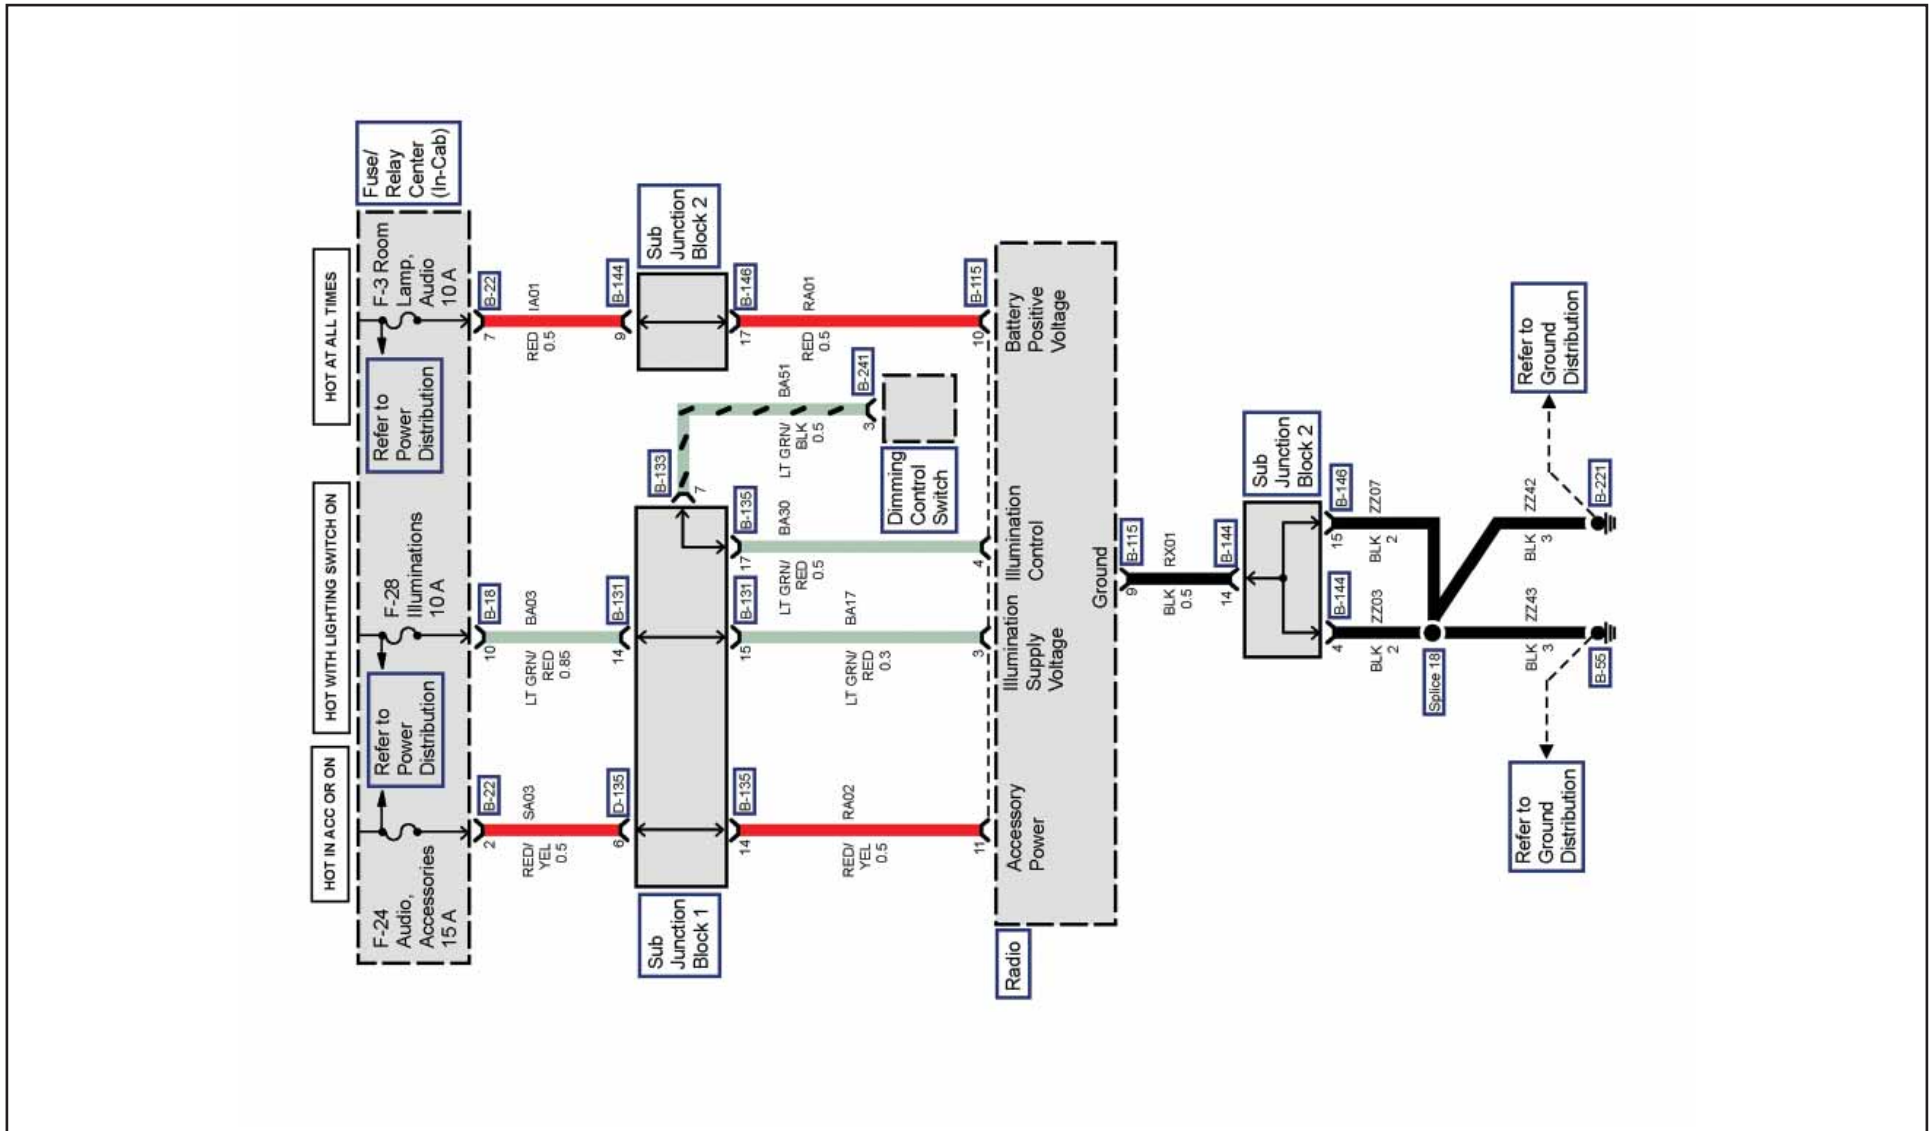 HOT IN ACC OR ON
HOT WITH LIGHTING SWITCH ON
HOT AT ALL TIMES
F-24
Audio,
Accessories
15 A
Refer to
Power
Distribution
F-28
Illuminations
10 A
Refer to
Power
Distribution
F-3 Room
Lamp,
Audio
10 A
Fuse/
Relay
Center
(In-Cab)
2
B-22
10
B-18
7
B-22
RED/
YEL
0.5
SA03
LT GRN/
RED
0.85
BA03
RED
0.5
IA01
6
D-135
14
B-131
9
B-144
Sub
Junction
Block 1
B-133
7
Sub
Junction
Block 2
14
B-135
15
B-131
17
B-135
17
B-146
RED/
YEL
0.5
RA02
LT GRN/
RED
0.3
BA17
LT GRN/
RED
0.5
BA30
LT GRN/
BLK
0.5
BA51
RED
0.5
RA01
3
B-241
Dimming
Control
Switch
11
3
4
10
B-115
Radio
Accessory
Power
Illumination
Supply
Voltage
Illumination
Control
Battery
Positive
Voltage
Ground
9
B-115
BLK
0.5
RX01
14
B-144
Sub
Junction
Block 2
4
B-144
15
B-146
BLK
2
ZZ03
BLK
2
ZZ07
Splice 18
BLK
3
ZZ43
BLK
3
ZZ42
B-55
B-221
Refer to
Ground
Distribution
Refer to
Ground
Distribution